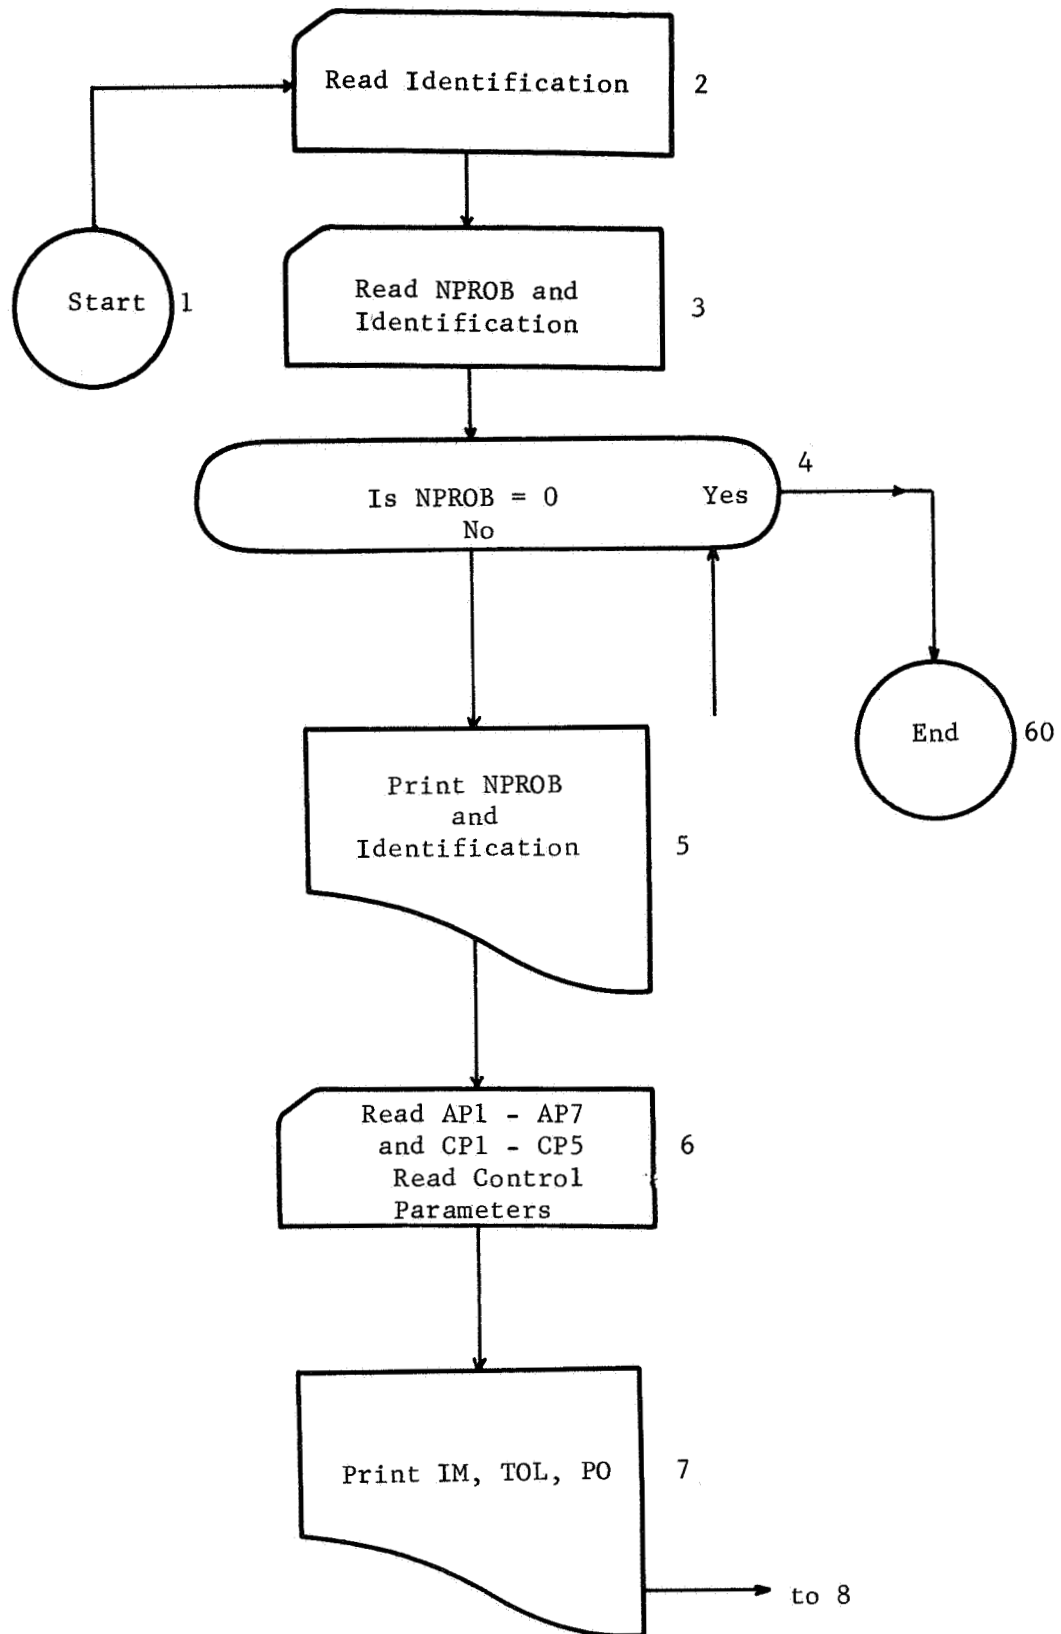 Read Identification
2
Start
1
Read NPROB and
Identification
3
4
Is NPROB = 0
Yes
No
End
60
Print NPROB
and
Identification
5
Read AP1 - AP7
and CP1 - CP5
Read Control
Parameters
6
Print IM, TOL, PO
7
to 8